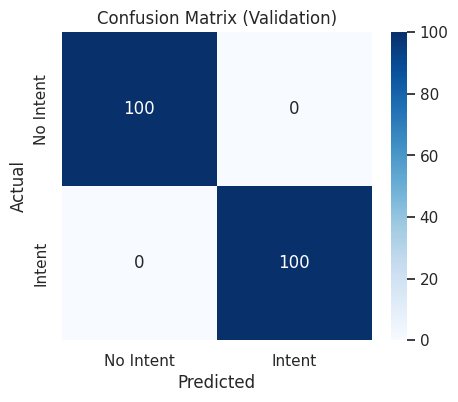 Confusion Matrix (Validation)
Actual
No Intent
Intent
100
0
0
100
No Intent
Intent
Predicted
100
80
60
40
20
0